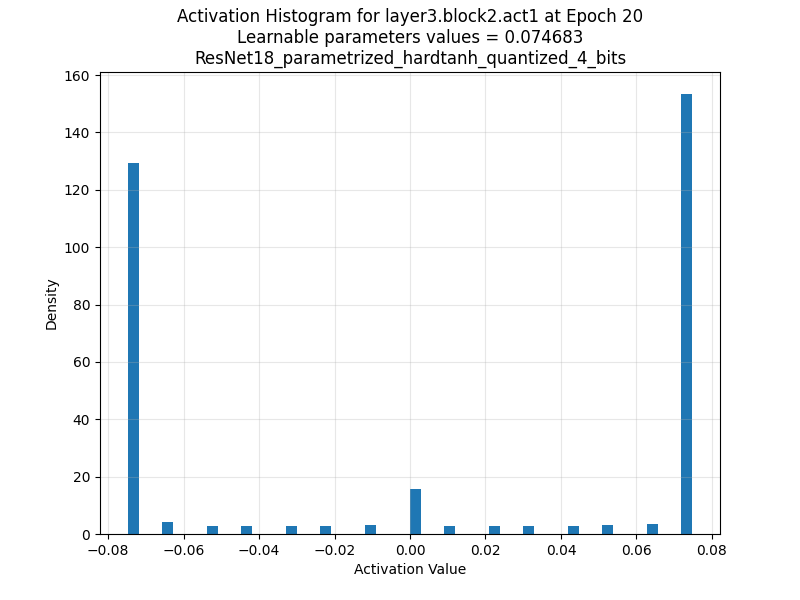 Activation Histogram for layer3.block2.act1 at Epoch 20
Learnable parameters values = 0.074683
ResNet18_parametrized_hardtanh_quantized_4_bits
160
140
120
100
80
60
40
20
0
Density
−0.08 −0.06 −0.04 −0.02 0.00 0.02 0.04 0.06 0.08
Activation Value